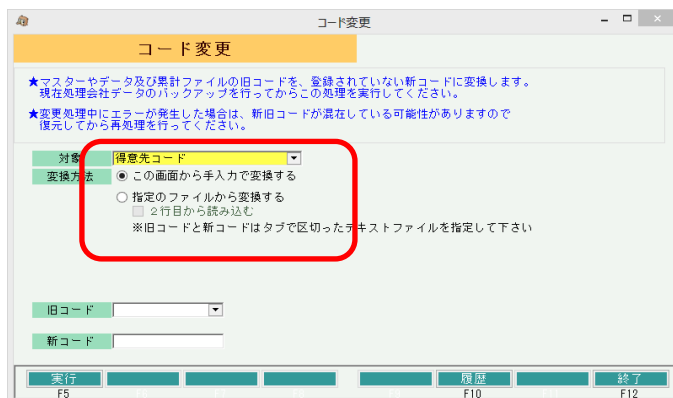 コード変更
コード変更
★マスターやデータ及び累計ファイルの旧コードを、登録されていない新コードに変換します。
現在処理会社データのバックアップを行ってからこの処理を実行してください。
★変更処理中にエラーが発生した場合は、新旧コードが混在している可能性がありますので
復元してから再処理を行ってください。
対象 得意先コード
変換方法 この画面から手入力で変換する
指定のファイルから変換する
2行目から読み込む
※旧コードと新コードはタブで区切ったテキストファイルを指定して下さい
旧コード
新コード
実行 履歴 終了
F5 F10 F12